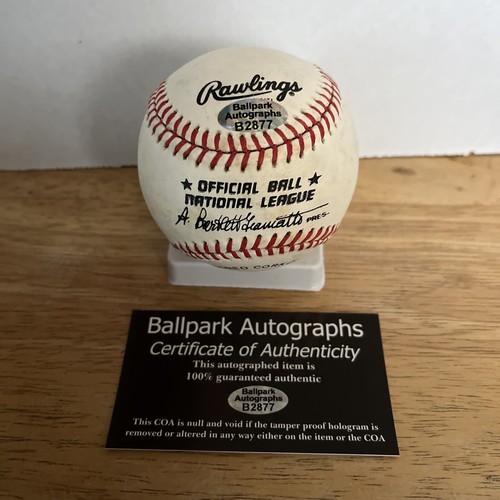 Rawlings
Ballpark
Autographs
B2877
★ OFFICIAL BALL ★
NATIONAL LEAGUE
A. Bartlett Giamatti PRES.
Ballpark Autographs
Certificate of Authenticity
This autographed item is
100% guaranteed authentic
Ballpark
Autographs
B2877
This COA is null and void if the tamper proof hologram is
removed or altered in any way either on the item or the COA